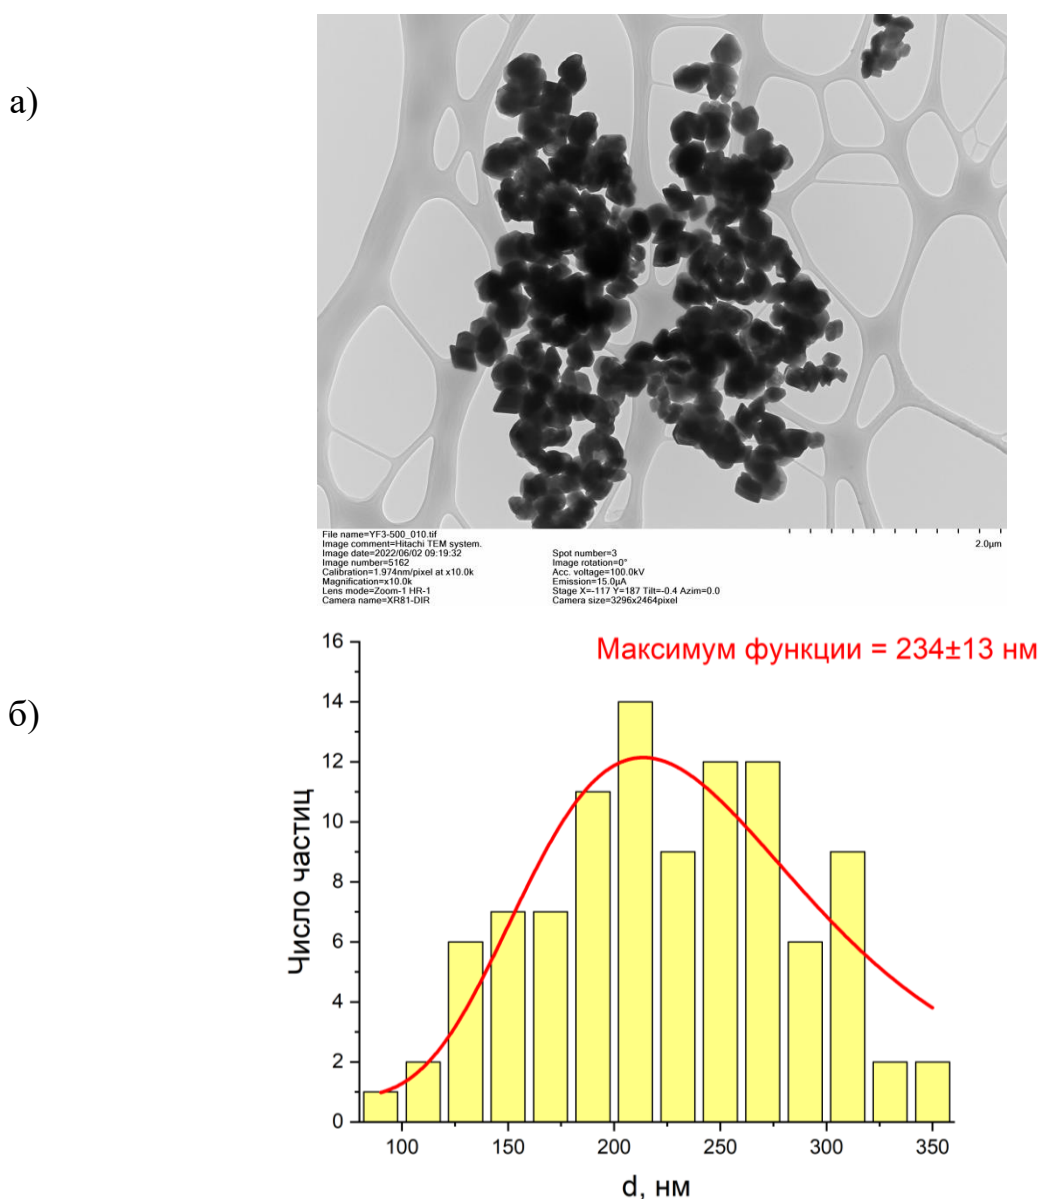 а)
2.0µm
File name=YF3-500_010.tif
Image comment=Hitachi TEM system.
Image date=2022/06/02 09:19:32
Image number=5162
Calibration=1.974nm/pixel at x10.0k
Magnification=x10.0k
Lens mode=Zoom-1 HR-1
Camera name=XR81-DIR
Spot number=3
Image rotation=0°
Acc. voltage=100.0kV
Emission=15.0µA
Stage X=-117 Y=187 Tilt=-0.4 Azim=0.0
Camera size=3296x2464pixel
б)
Максимум функции = 234±13 нм
Число частиц
16
14
12
10
8
6
4
2
0
100 150 200 250 300 350
d, нм